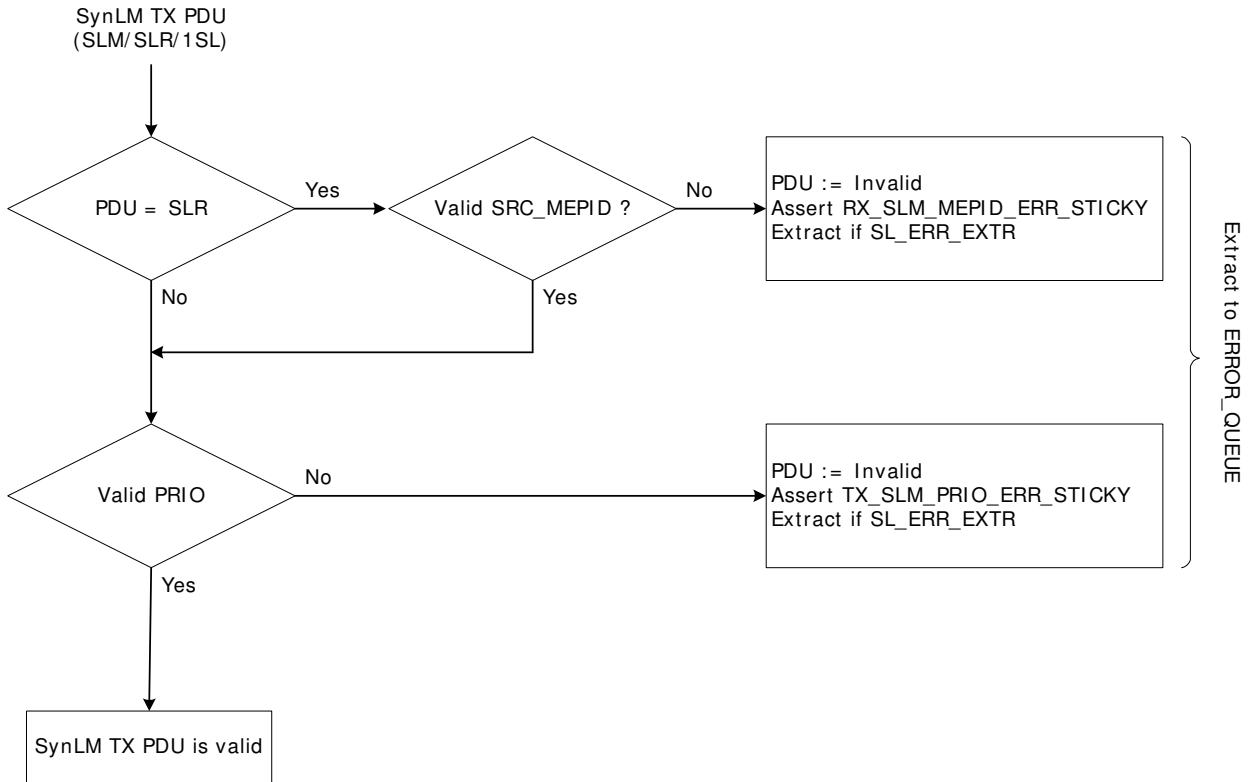 SynLM TX PDU
(SLM/SLR/1SL)
PDU = SLR
Yes
Valid SRC_MEPID ?
No
PDU := Invalid
Assert RX_SLM_MEPID_ERR_STICKY
Extract if SL_ERR_EXTR
No
Yes
Extract to ERROR_QUEUE
Valid PRIO
No
PDU := Invalid
Assert TX_SLM_PRIO_ERR_STICKY
Extract if SL_ERR_EXTR
Yes
SynLM TX PDU is valid